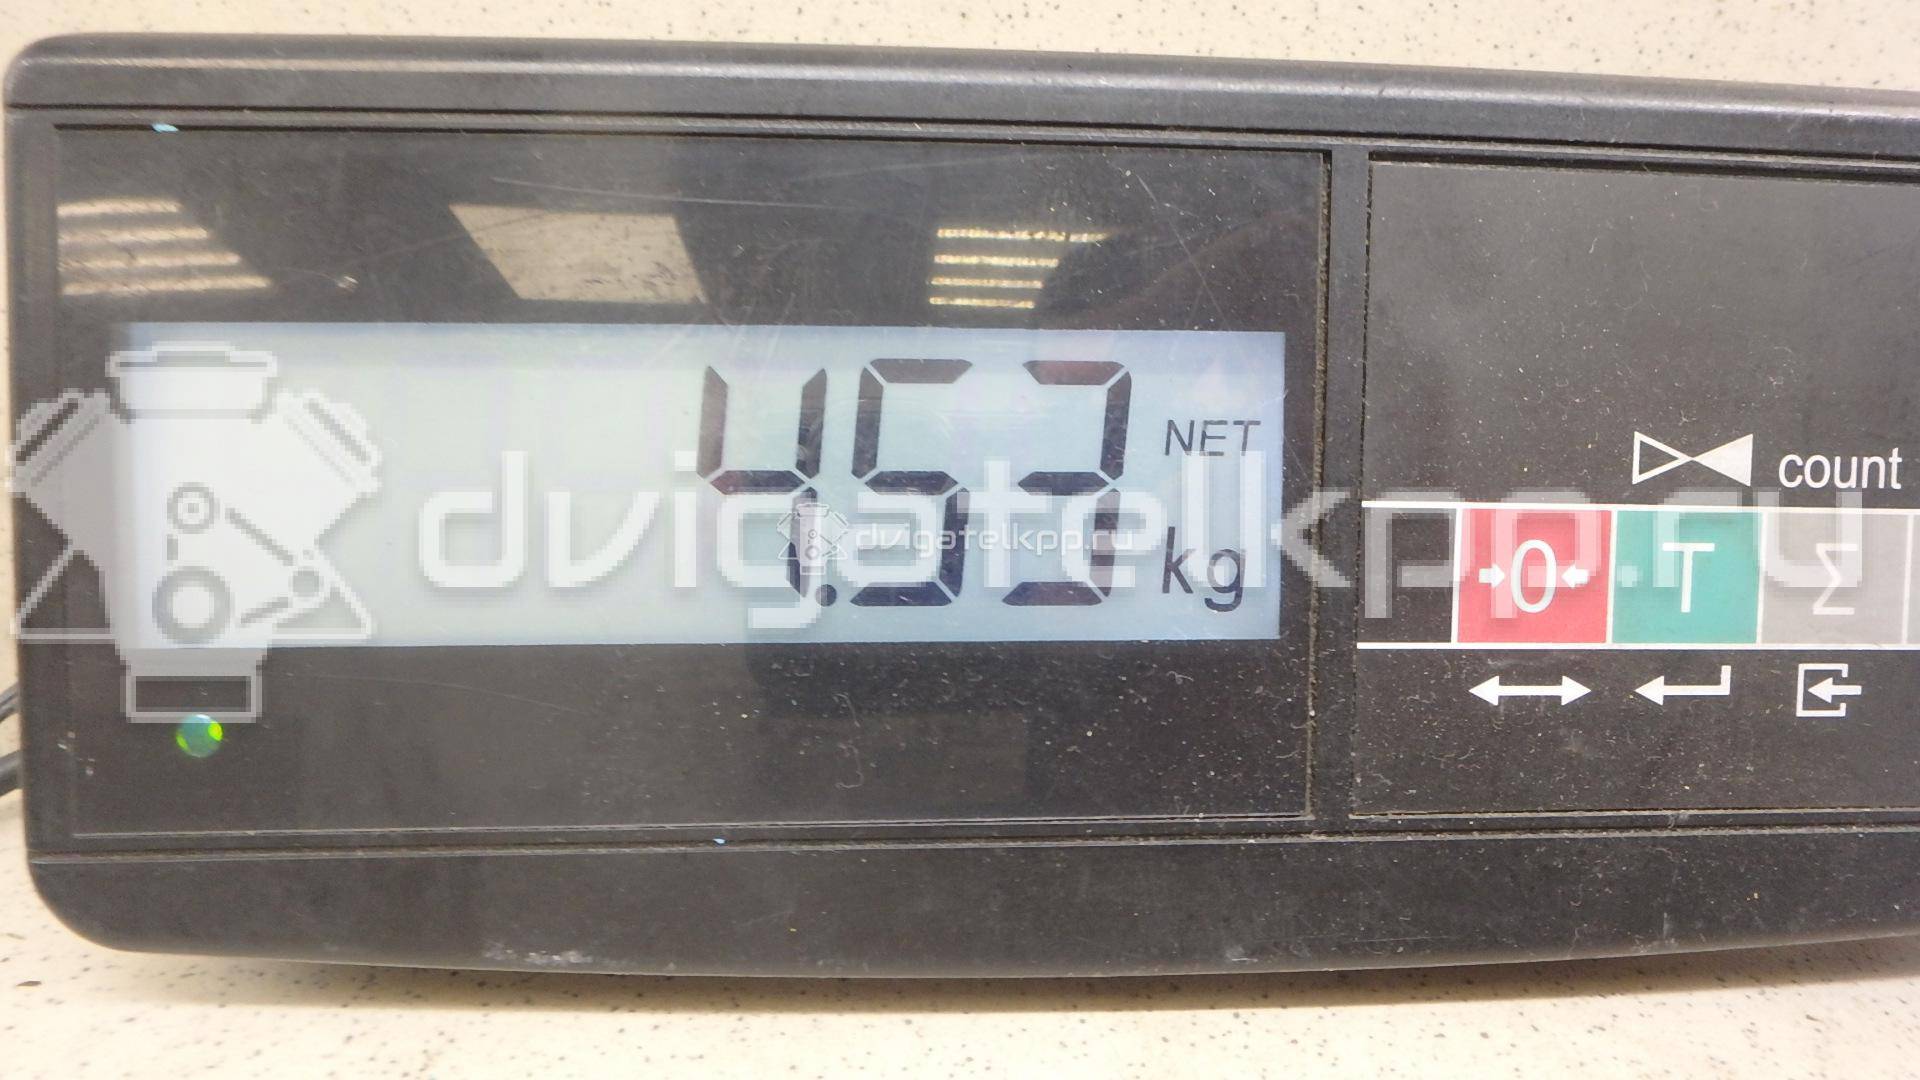 4.53 NET kg
dvigatelkpp.ru
dvigatelkpp.ru
count
0 T Σ